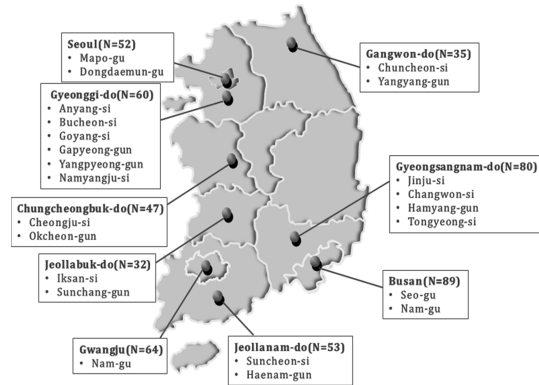 Seoul(N=52)
• Mapo-gu
• Dongdaemun-gu
Gyeonggi-do(N=60)
• Anyang-si
• Bucheon-si
• Goyang-si
• Gapyeong-gun
• Yangpyeong-gun
• Namyangju-si
Chungcheongbuk-do(N=47)
• Cheongju-si
• Okcheon-gun
Jeollabuk-do(N=32)
• Iksan-si
• Sunchang-gun
Gwangju(N=64)
• Nam-gu
Jeollanam-do(N=53)
• Suncheon-si
• Haenam-gun
Gangwon-do(N=35)
• Chuncheon-si
• Yangyang-gun
Gyeongsangnam-do(N=80)
• Jinju-si
• Changwon-si
• Hamyang-gun
• Tongyeong-si
Busan(N=89)
• Seo-gu
• Nam-gu